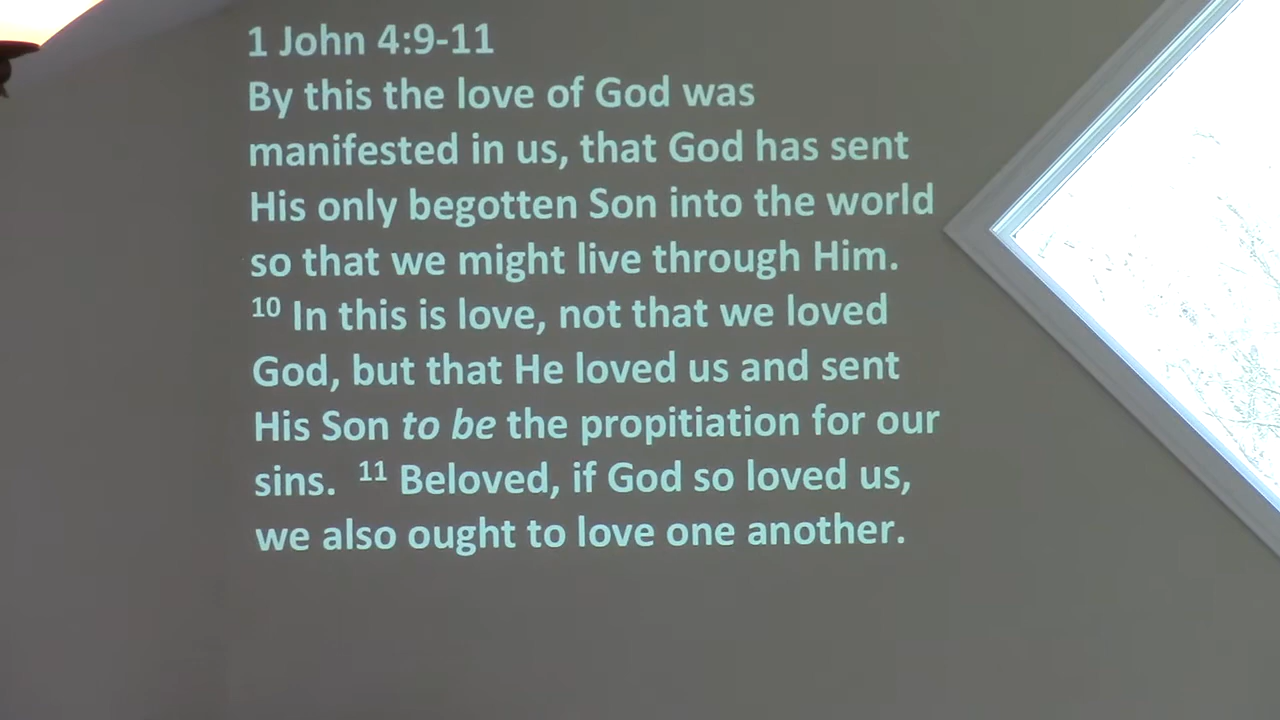 1 John 4:9-11
By this the love of God was
manifested in us, that God has sent
His only begotten Son into the world
so that we might live through Him.
10 In this is love, not that we loved
God, but that He loved us and sent
His Son to be the propitiation for our
sins. 11 Beloved, if God so loved us,
we also ought to love one another.